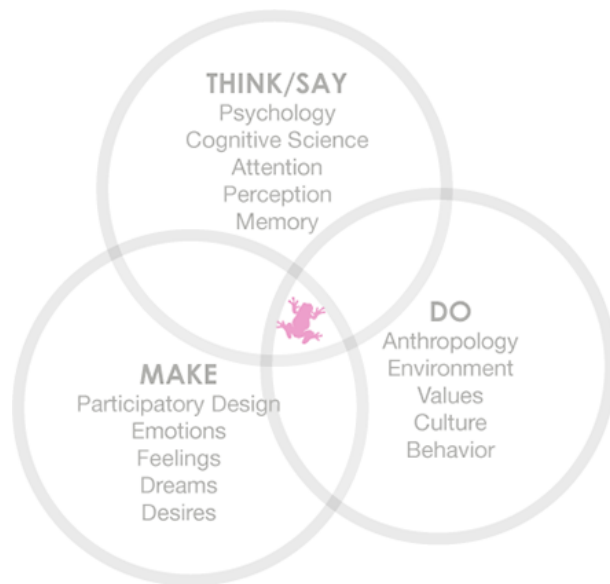 THINK/SAY
Psychology
Cognitive Science
Attention
Perception
Memory
DO
Anthropology
Environment
Values
Culture
Behavior
MAKE
Participatory Design
Emotions
Feelings
Dreams
Desires